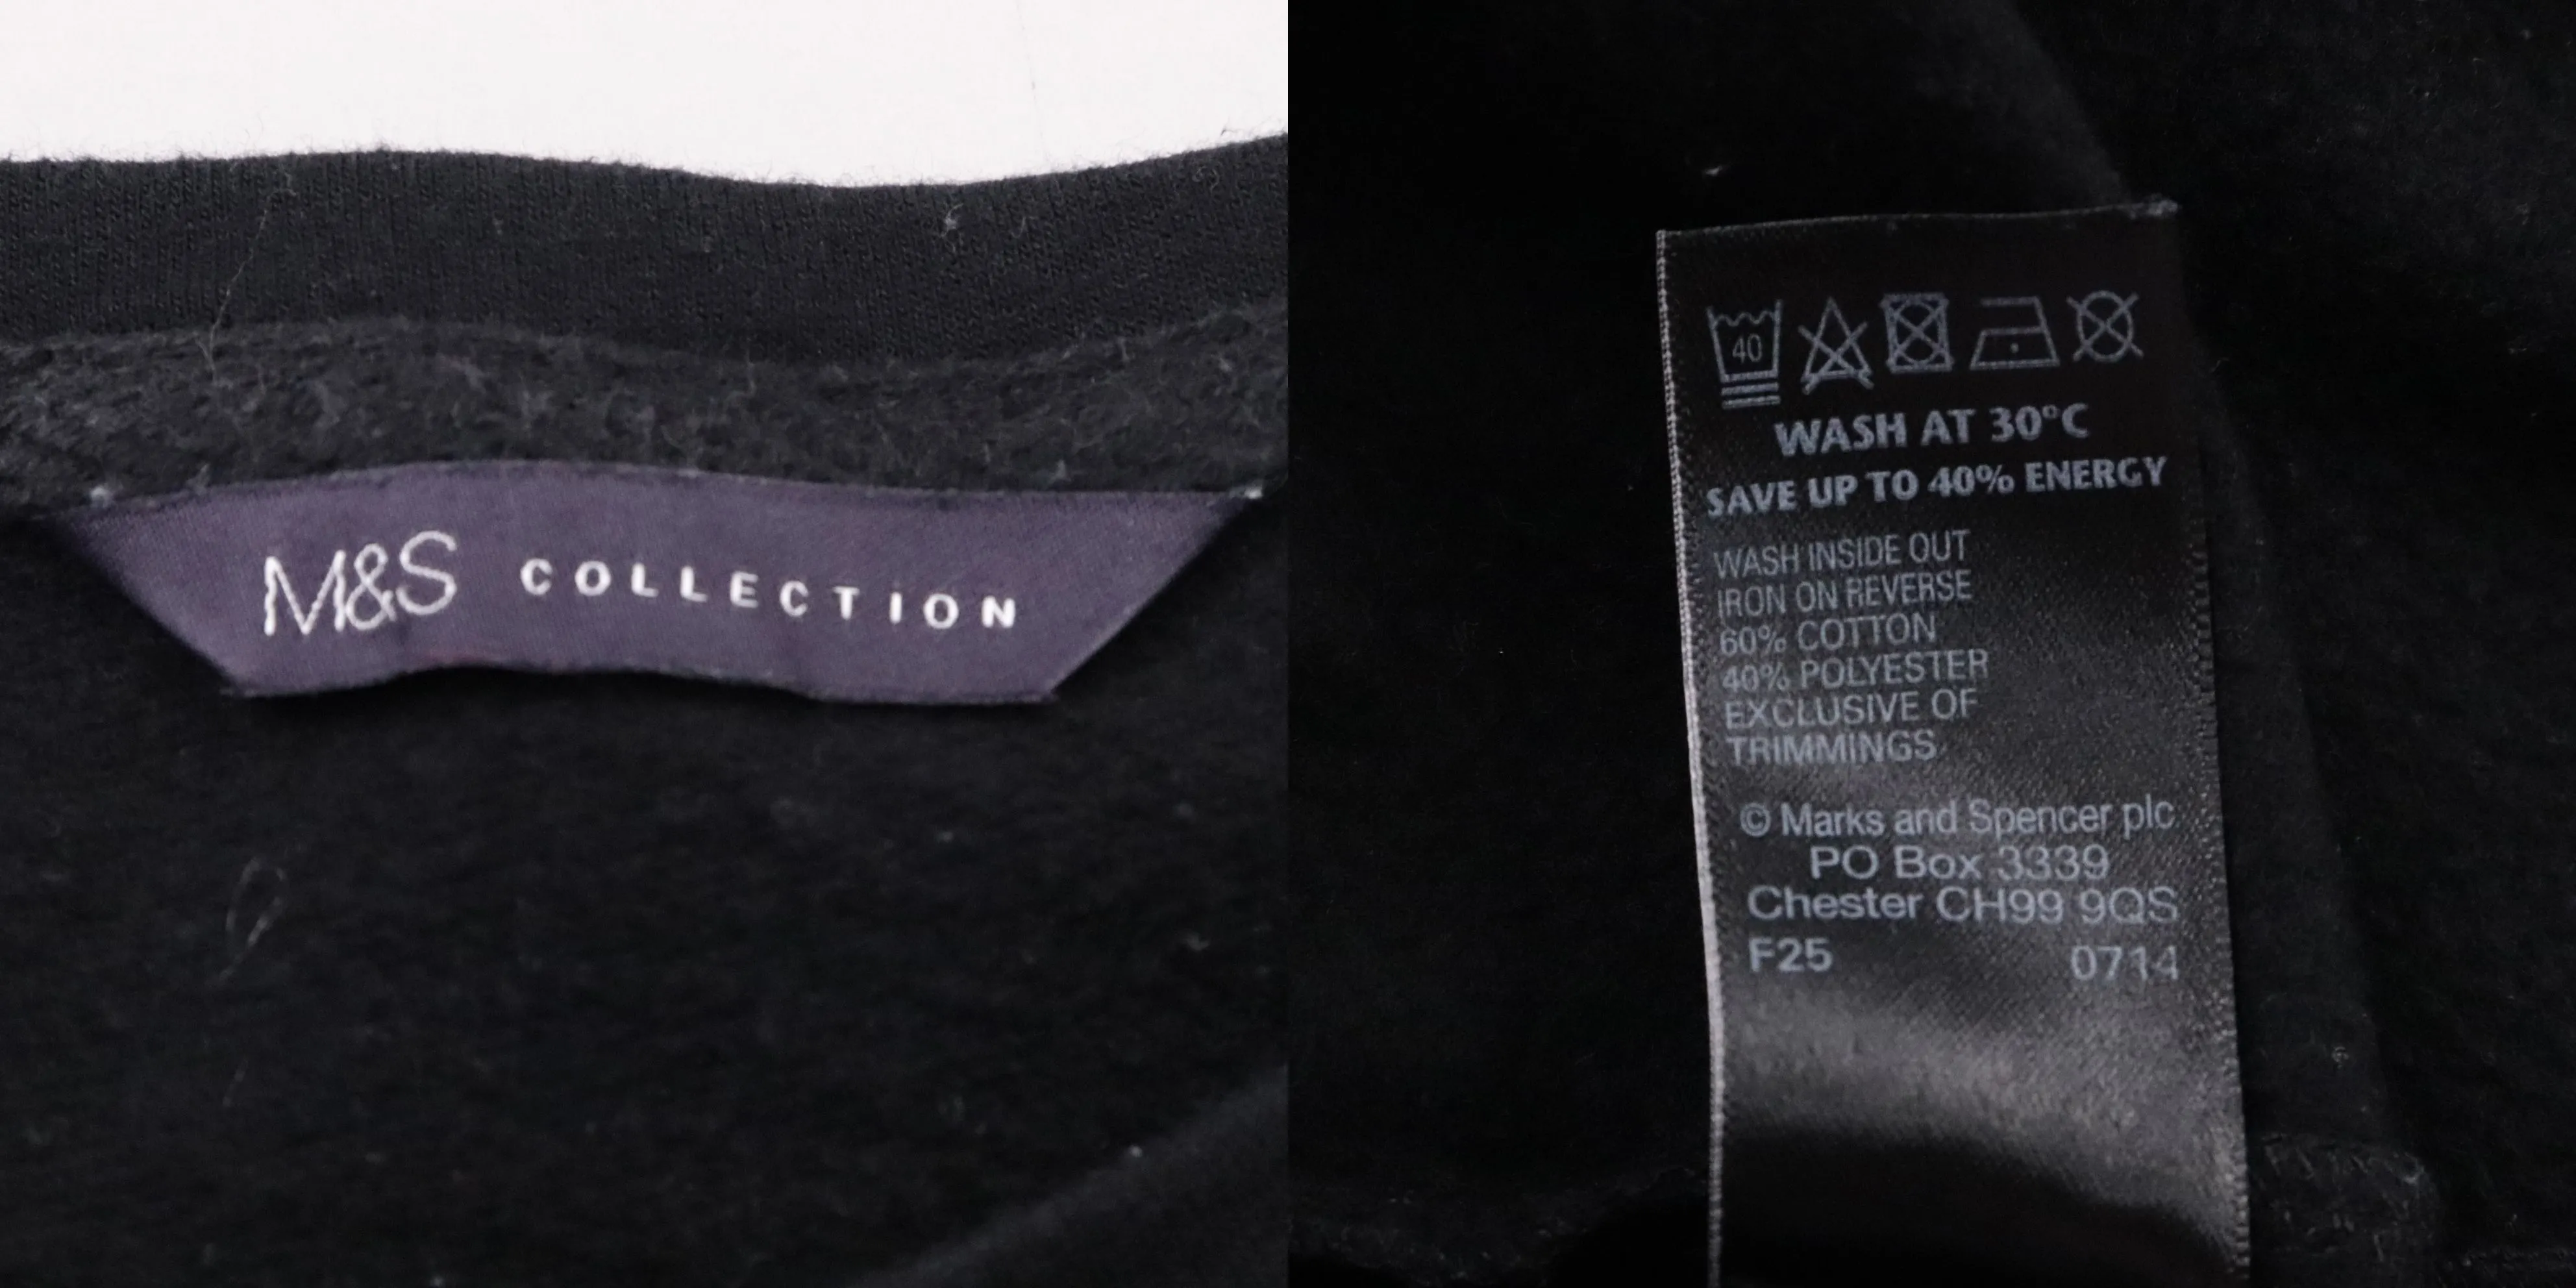 M&S COLLECTION
40
WASH AT 30°C
SAVE UP TO 40% ENERGY
WASH INSIDE OUT
IRON ON REVERSE
60% COTTON
40% POLYESTER
EXCLUSIVE OF
TRIMMINGS
© Marks and Spencer plc
PO Box 3339
Chester CH99 9QS
F25 0714